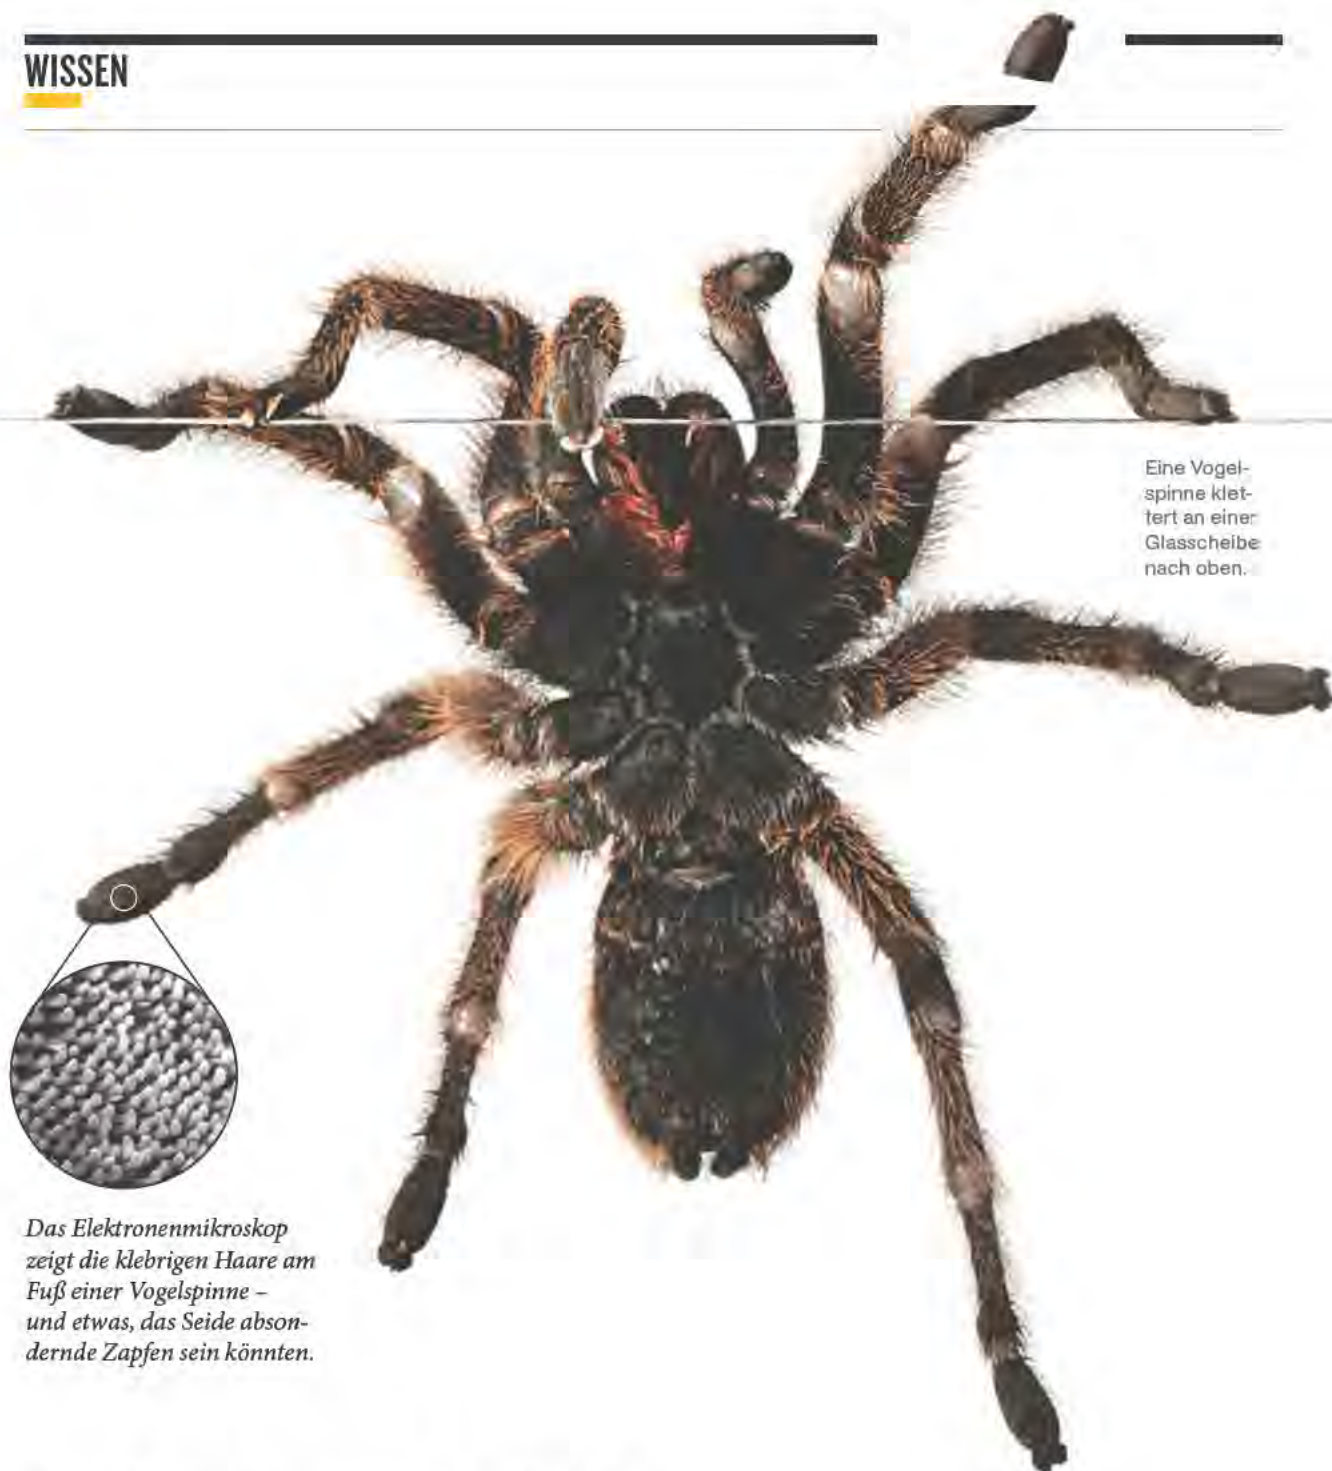 WISSEN
Eine Vogel-
spinne klet-
tert an einer
Glasscheibe
nach oben.
Das Elektronenmikroskop
zeigt die klebrigen Haare am
Fuß einer Vogelspinne –
und etwas, das Seide abson-
dernde Zapfen sein könnten.